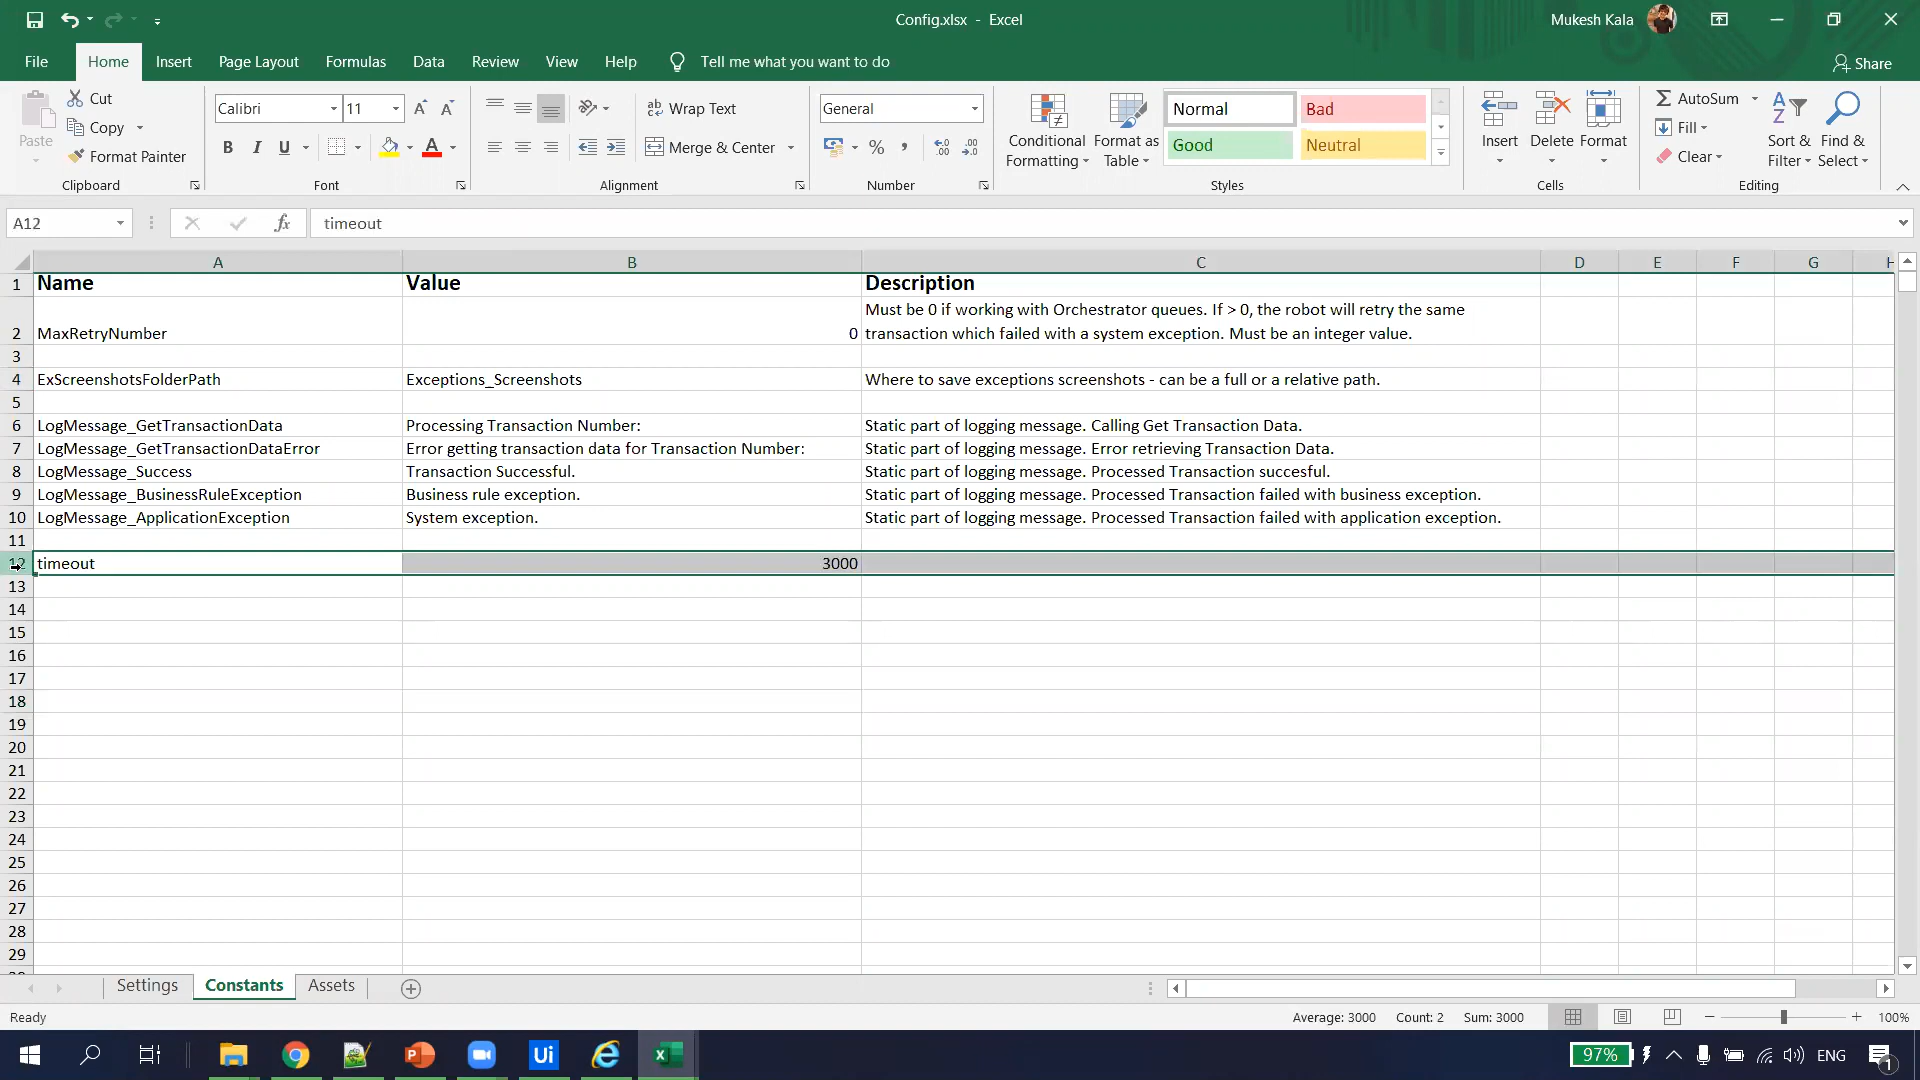 Config.xlsx - Excel
Mukesh Kala
File Home Insert Page Layout Formulas Data Review View Help Tell me what you want to do Share
Paste
Cut
Copy
Format Painter
Clipboard
Calibri 11
B I U
Font
Wrap Text
Merge & Center
Alignment
General
Number
Conditional Formatting
Format as Table
Normal Bad
Good Neutral
Styles
Insert Delete Format
Cells
AutoSum
Fill
Clear
Sort & Filter
Find & Select
Editing
A12 fx timeout
A B C D E F G H
1 Name Value Description
Must be 0 if working with Orchestrator queues. If > 0, the robot will retry the same
2 MaxRetryNumber 0 transaction which failed with a system exception. Must be an integer value.
3
4 ExScreenshotsFolderPath Exceptions_Screenshots Where to save exceptions screenshots - can be a full or a relative path.
5
6 LogMessage_GetTransactionData Processing Transaction Number: Static part of logging message. Calling Get Transaction Data.
7 LogMessage_GetTransactionDataError Error getting transaction data for Transaction Number: Static part of logging message. Error retrieving Transaction Data.
8 LogMessage_Success Transaction Successful. Static part of logging message. Processed Transaction succesful.
9 LogMessage_BusinessRuleException Business rule exception. Static part of logging message. Processed Transaction failed with business exception.
10 LogMessage_ApplicationException System exception. Static part of logging message. Processed Transaction failed with application exception.
11
12 timeout 3000
13
14
15
16
17
18
19
20
21
22
23
24
25
26
27
28
29
Settings Constants Assets
Ready Average: 3000 Count: 2 Sum: 3000 100%
Ui 97% ENG 1